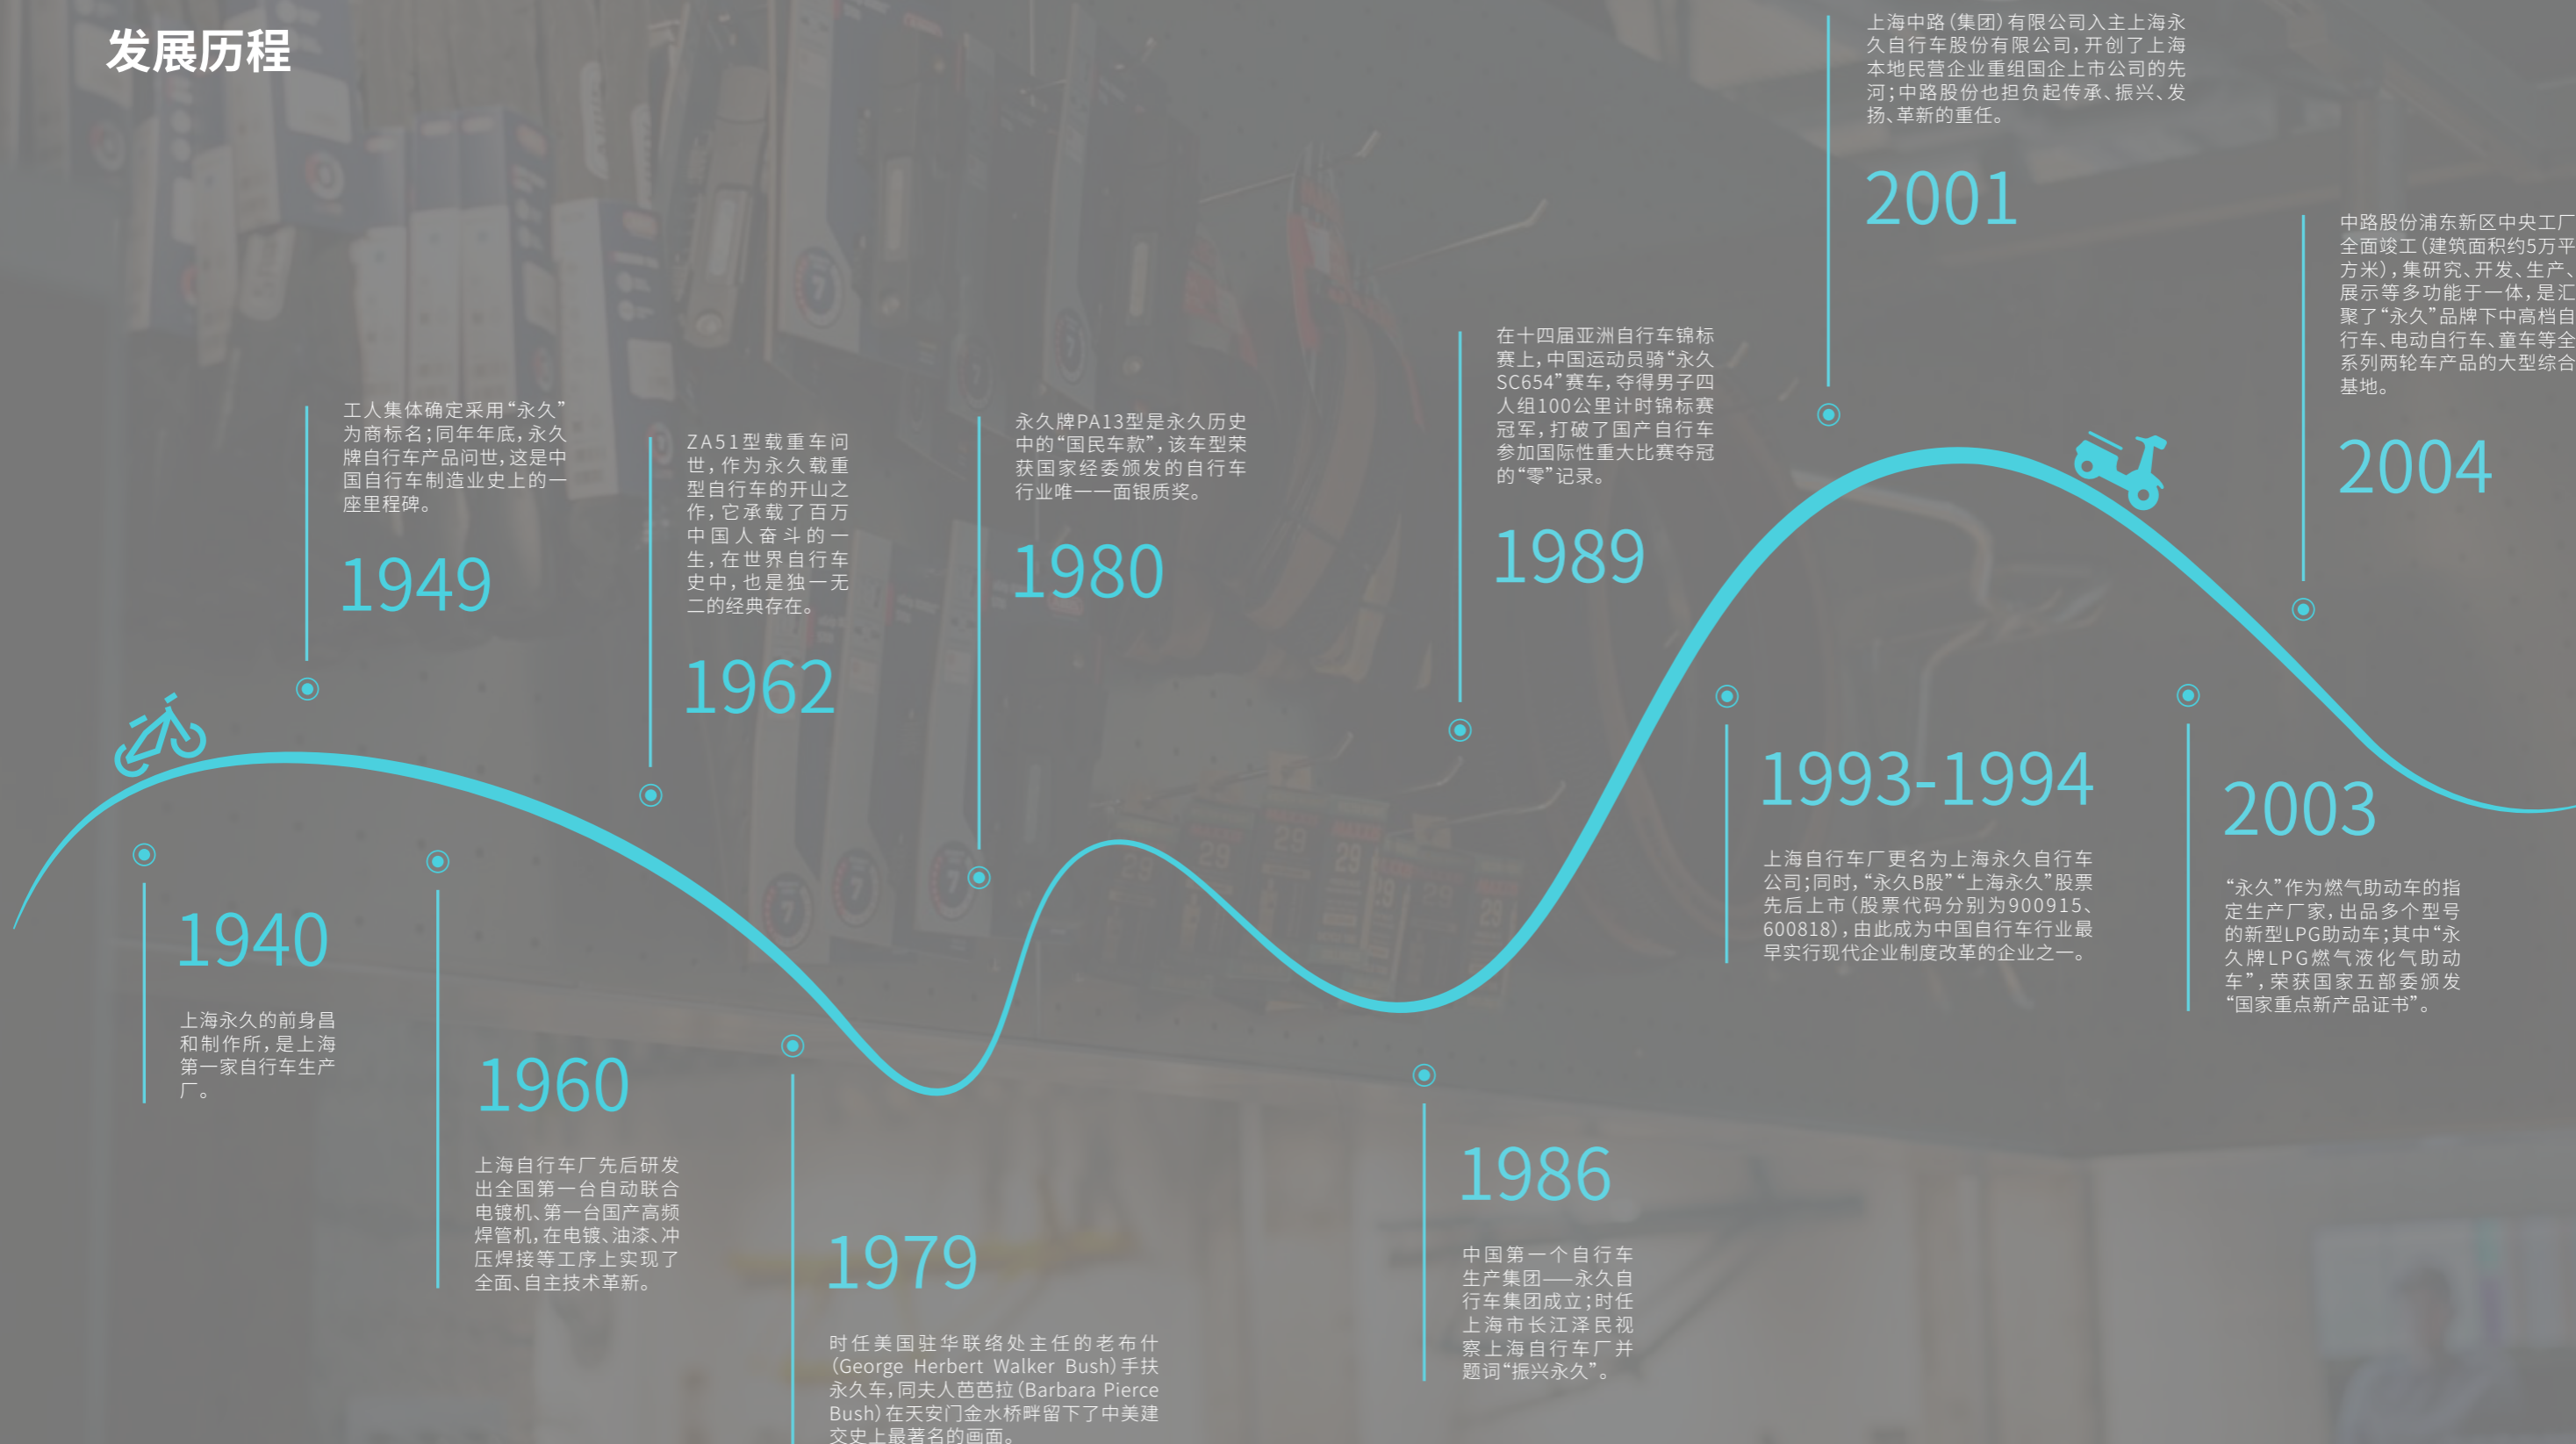 发展历程
工人集体确定采用“永久”
为商标名；同年年底，永久
牌自行车产品问世，这是中
国自行车制造业史上的一
座里程碑。
1949
ZA51型载重车问
世，作为永久载重
型自行车的开山之
作，它承载了百万
中国人奋斗的一
生，在世界自行车
史中，也是独一无
二的经典存在。
1962
永久牌PA13型是永久历史
中的“国民车款”，该车型荣
获国家经委颁发的自行车
行业唯一一面银质奖。
1980
在十四届亚洲自行车锦标
赛上，中国运动员骑“永久
SC654”赛车，夺得男子四
人组100公里计时锦标赛
冠军，打破了国产自行车
参加国际性重大比赛夺冠
的“零”记录。
1989
上海中路（集团）有限公司入主上海永
久自行车股份有限公司，开创了上海
本地民营企业重组国企上市公司的先
河；中路股份也担负起传承、振兴、发
扬、革新的重任。
2001
中路股份浦东新区中央工厂
全面竣工（建筑面积约5万平
方米），集研究、开发、生产、
展示等多功能于一体，是汇
聚了“永久”品牌下中高档自
行车、电动自行车、童车等全
系列两轮车产品的大型综合
基地。
2004
1940
上海永久的前身昌
和制作所，是上海
第一家自行车生产
厂。
1960
上海自行车厂先后研发
出全国第一台自动联合
电镀机、第一台国产高频
焊管机，在电镀、油漆、冲
压焊接等工序上实现了
全面、自主技术革新。
1979
时任美国驻华联络处主任的老布什
（George Herbert Walker Bush）手扶
永久车，同夫人芭芭拉（Barbara Pierce
Bush）在天安门金水桥畔留下了中美建
交史上最著名的画面。
1986
中国第一个自行车
生产集团——永久自
行车集团成立；时任
上海市长江泽民视
察上海自行车厂并
题词“振兴永久”。
1993-1994
上海自行车厂更名为上海永久自行车
公司；同时，“永久B股”“上海永久”股票
先后上市（股票代码分别为900915、
600818），由此成为中国自行车行业最
早实行现代企业制度改革的企业之一。
2003
“永久”作为燃气助动车的指
定生产厂家，出品多个型号
的新型LPG助动车；其中“永
久牌LPG燃气液化气助动
车”，荣获国家五部委颁发
“国家重点新产品证书”。